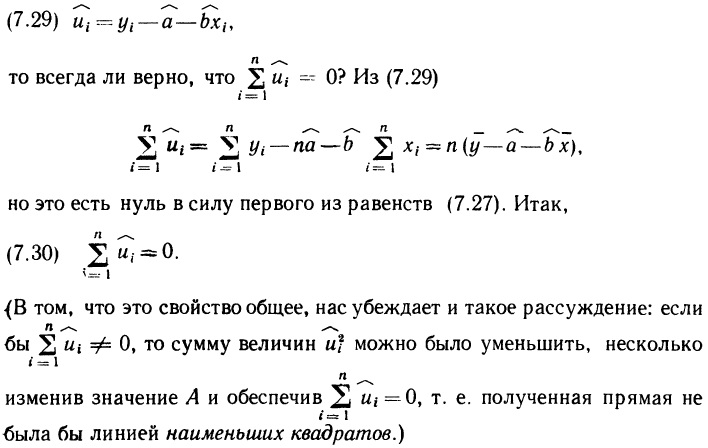 (7.29) $\widehat{u}_i = y_i - \widehat{a} - \widehat{b}x_i$,
то всегда ли верно, что $\sum_{i=1}^{n} \widehat{u}_i = 0$? Из (7.29)
$\sum_{i=1}^{n} \widehat{u}_i = \sum_{i=1}^{n} y_i - n\widehat{a} - \widehat{b} \sum_{i=1}^{n} x_i = n(\bar{y} - \widehat{a} - \widehat{b}\bar{x})$,
но это есть нуль в силу первого из равенств (7.27). Итак,
(7.30) $\sum_{i=1}^{n} \widehat{u}_i = 0$.
(В том, что это свойство общее, нас убеждает и такое рассуждение: если
бы $\sum_{i=1}^{n} \widehat{u}_i \neq 0$, то сумму величин $\widehat{u}_i^2$ можно было уменьшить, несколько
изменив значение A и обеспечив $\sum_{i=1}^{n} \widehat{u}_i = 0$, т. е. полученная прямая не
была бы линией наименьших квадратов.)